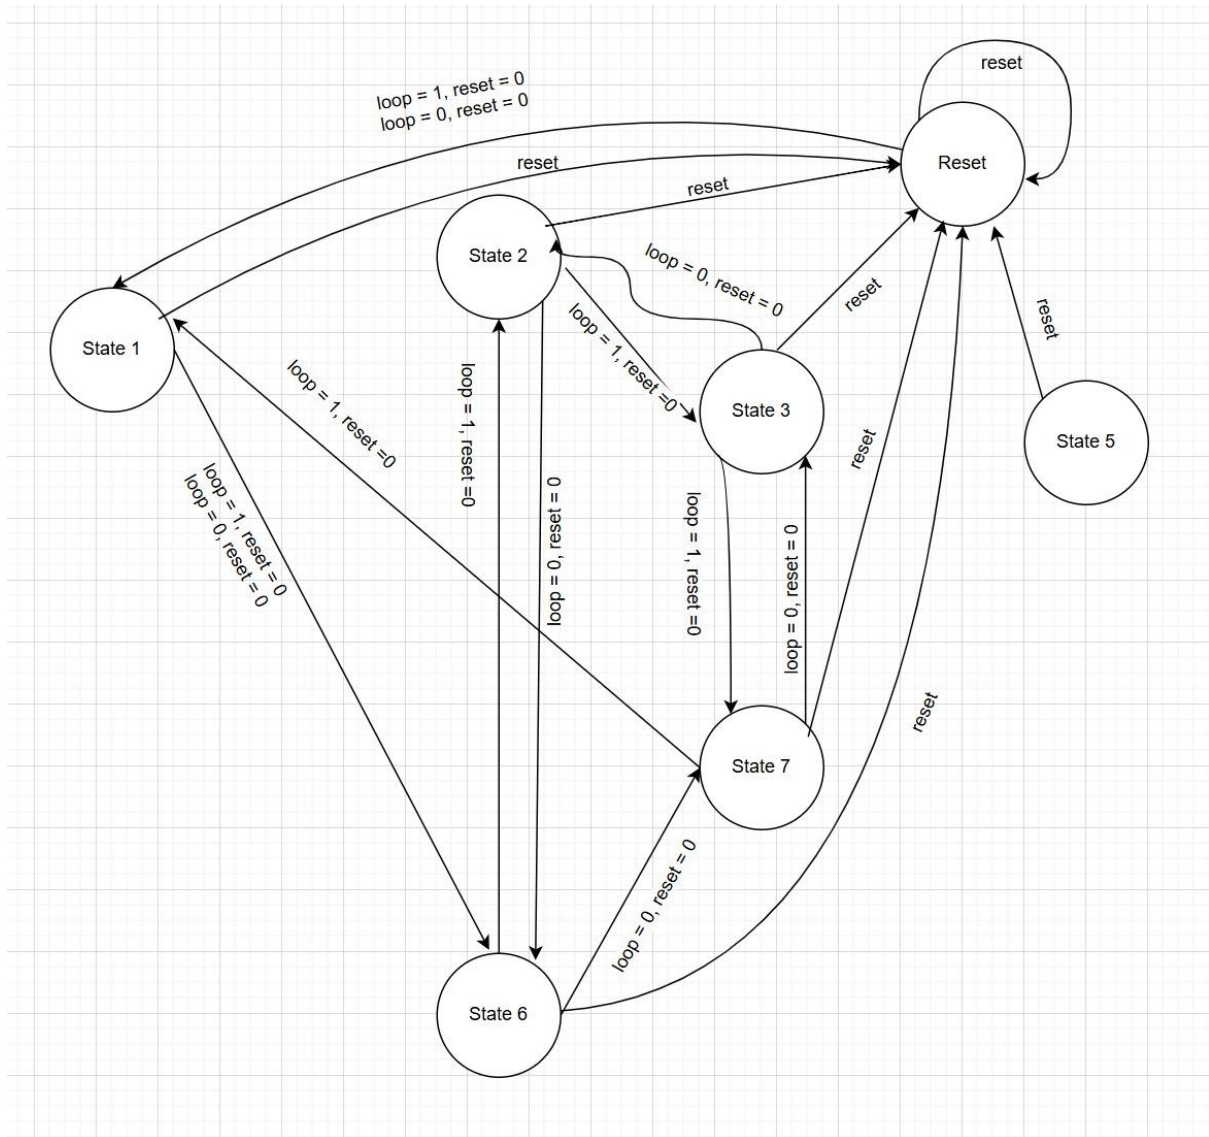 reset
loop = 1, reset = 0
loop = 0, reset = 0
Reset
reset
reset
State 2
loop = 0, reset = 0
reset
loop = 1, reset =0
reset
State 1
loop = 1, reset =0
loop = 1, reset =0
State 3
State 5
reset
loop = 1, reset = 0
loop = 0, reset = 0
loop = 0, reset = 0
loop = 1, reset =0
loop = 0, reset = 0
reset
State 7
loop = 0, reset = 0
State 6